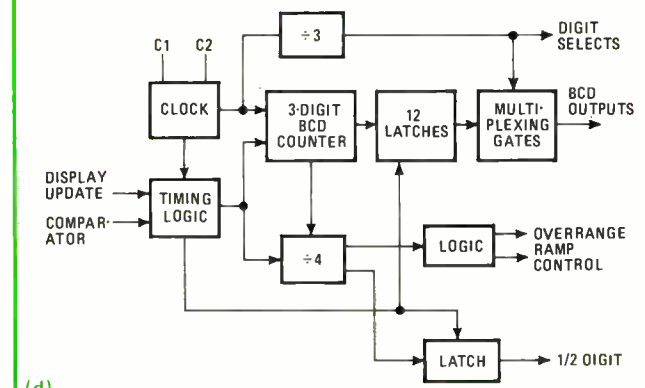 C1
C2
÷3
DIGIT
SELECTS
CLOCK
3-DIGIT
BCD
COUNTER
12
LATCHES
MULTI-
PLEXING
GATES
BCD
OUTPUTS
DISPLAY
UPDATE
COMPAR-
ATOR
TIMING
LOGIC
÷4
LOGIC
OVERRANGE
RAMP
CONTROL
LATCH
1/2 DIGIT
(d)